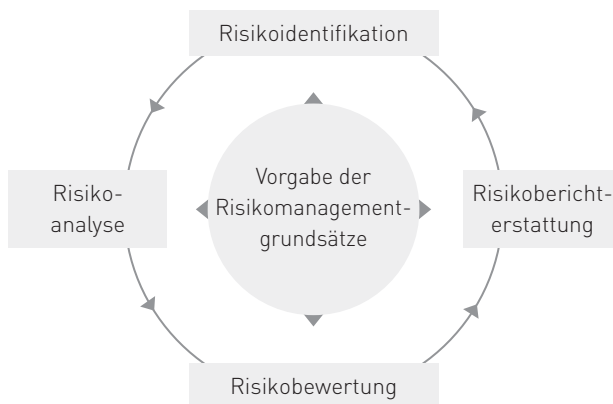 Risikoidentifikation
Risiko-
analyse
Vorgabe der
Risikomanagement-
grundsätze
Risikobericht-
erstattung
Risikobewertung